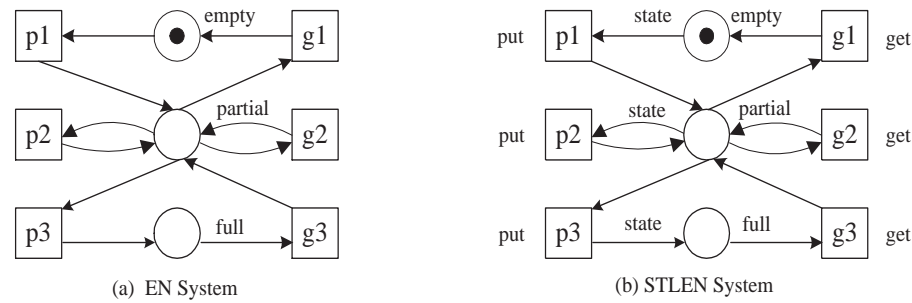 p1 empty g1
partial
p2 g2
p3 full g3
(a) EN System
put p1 state empty g1 get
put p2 state partial g2 get
put p3 state full g3 get
(b) STLEN System